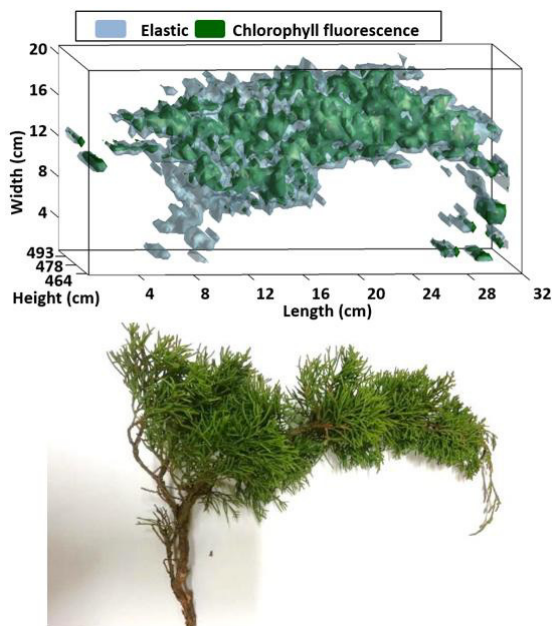 Elastic Chlorophyll fluorescence
20
16
12
8
4
Width (cm)
493
478
464
Height (cm)
4 8 12 16 20 24 28 32
Length (cm)